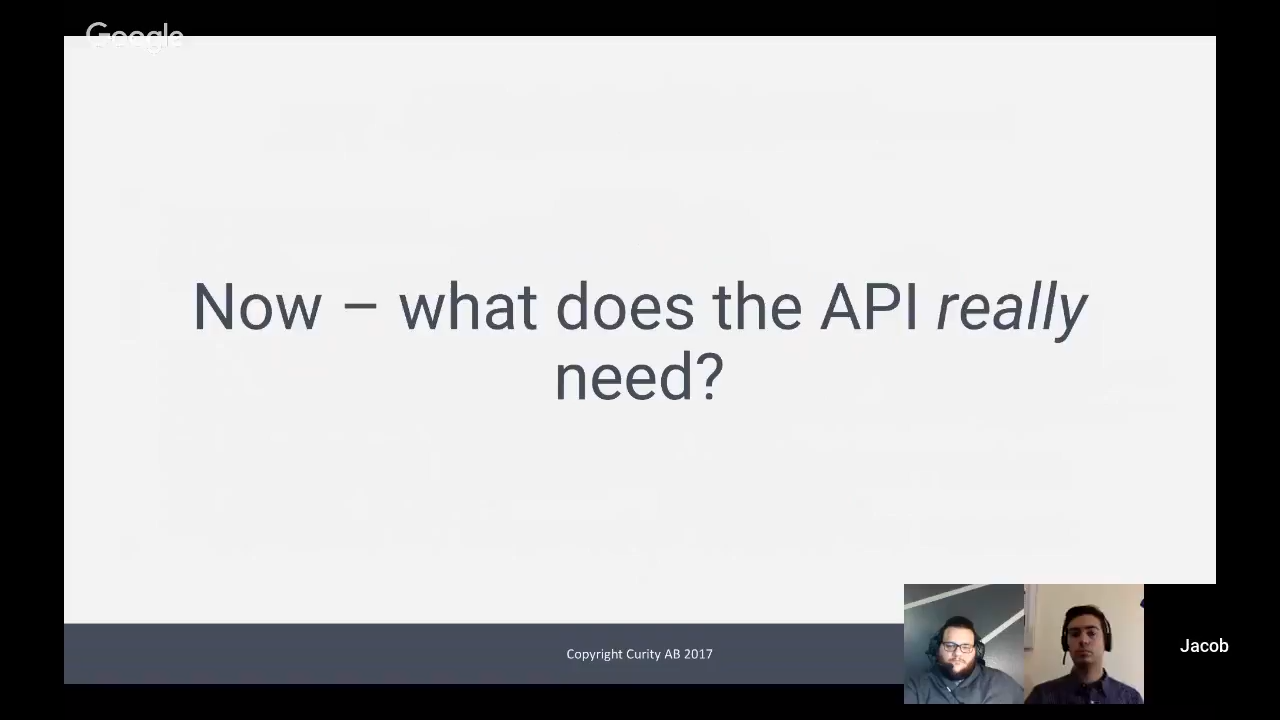 Google
Now – what does the API really
need?
Copyright Curity AB 2017
Jacob